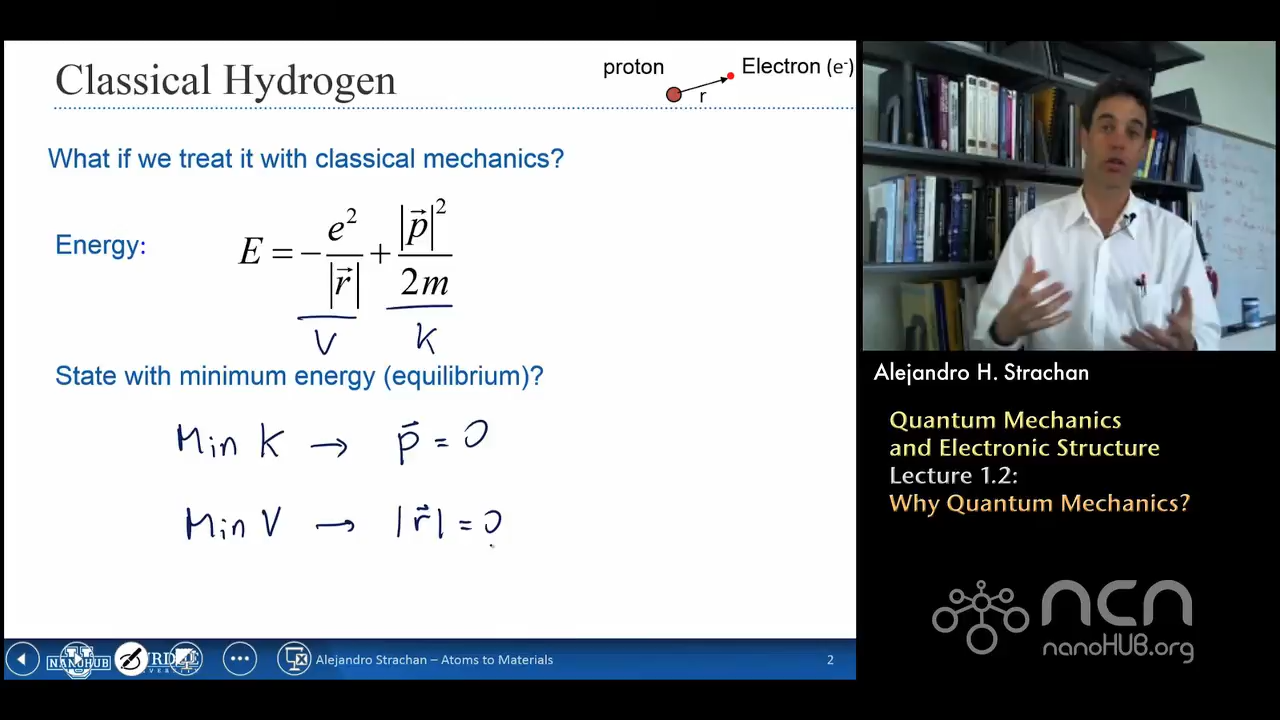 Classical Hydrogen
proton
Electron (e-)
r
What if we treat it with classical mechanics?
Energy:
E = − e² / |r⃗| + |p⃗|² / 2m
V K
State with minimum energy (equilibrium)?
Min K → p⃗ = 0
Min V → |r⃗| = 0
NANOHUB
Alejandro Strachan – Atoms to Materials
2
Alejandro H. Strachan
Quantum Mechanics
and Electronic Structure
Lecture 1.2:
Why Quantum Mechanics?
ncn
nanoHUB.org